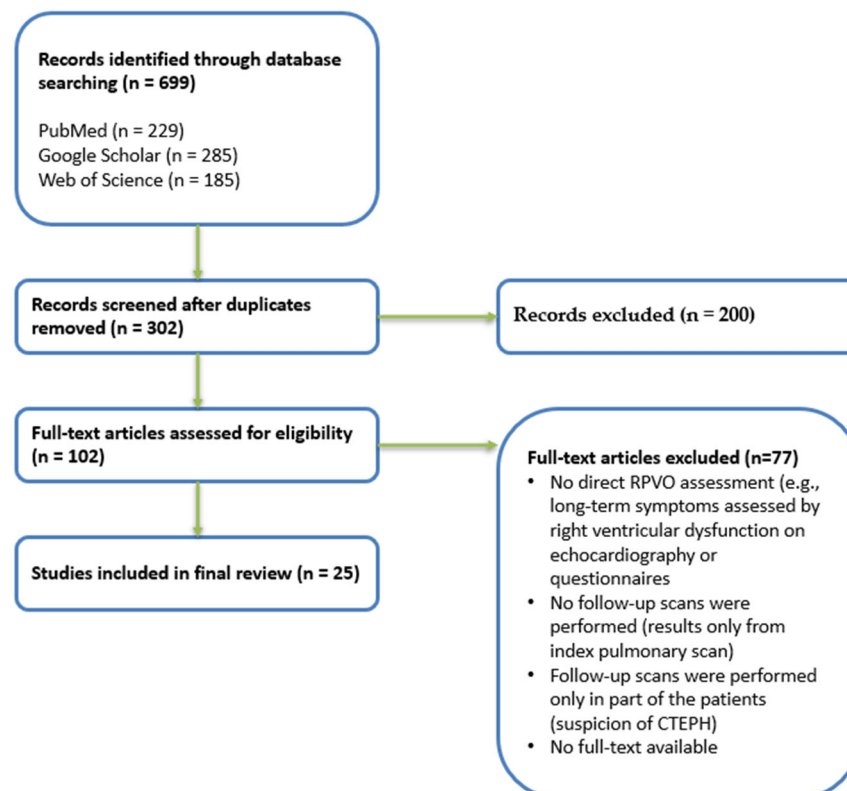 Records identified through database
searching (n = 699)
PubMed (n = 229)
Google Scholar (n = 285)
Web of Science (n = 185)
Records screened after duplicates
removed (n = 302)
Records excluded (n = 200)
Full-text articles assessed for eligibility
(n = 102)
Full-text articles excluded (n=77)
• No direct RPVO assessment (e.g.,
long-term symptoms assessed by
right ventricular dysfunction on
echocardiography or
questionnaires
• No follow-up scans were
performed (results only from
index pulmonary scan)
• Follow-up scans were performed
only in part of the patients
(suspicion of CTEPH)
• No full-text available
Studies included in final review (n = 25)